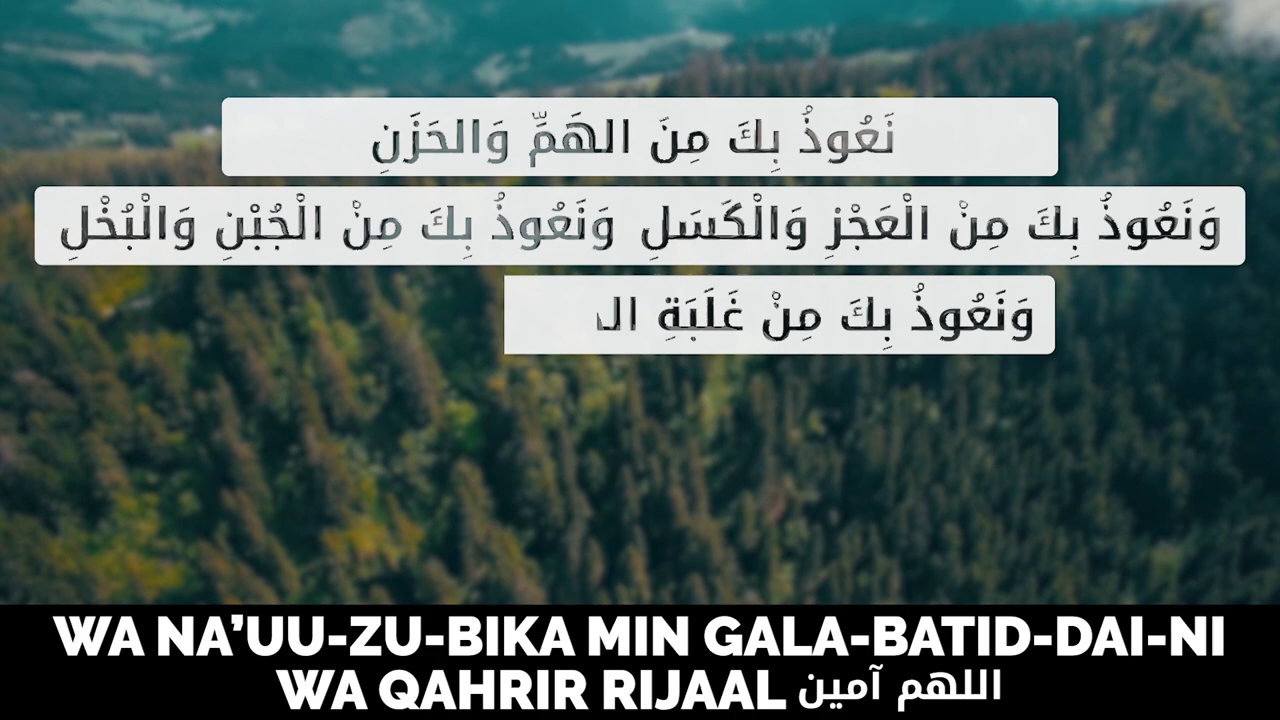 نَعُوذُ بِكَ مِنَ الهَمِّ وَالحَزَنِ
وَنَعُوذُ بِكَ مِنْ الْعَجْزِ وَالْكَسَلِ وَنَعُوذُ بِكَ مِنْ الْجُبْنِ وَالْبُخْلِ
وَنَعُوذُ بِكَ مِنْ غَلَبَةِ
WA NA’UU-ZU-BIKA MIN GALA-BATID-DAI-NI
WA QAHRIR RIJAAL اللهم آمين